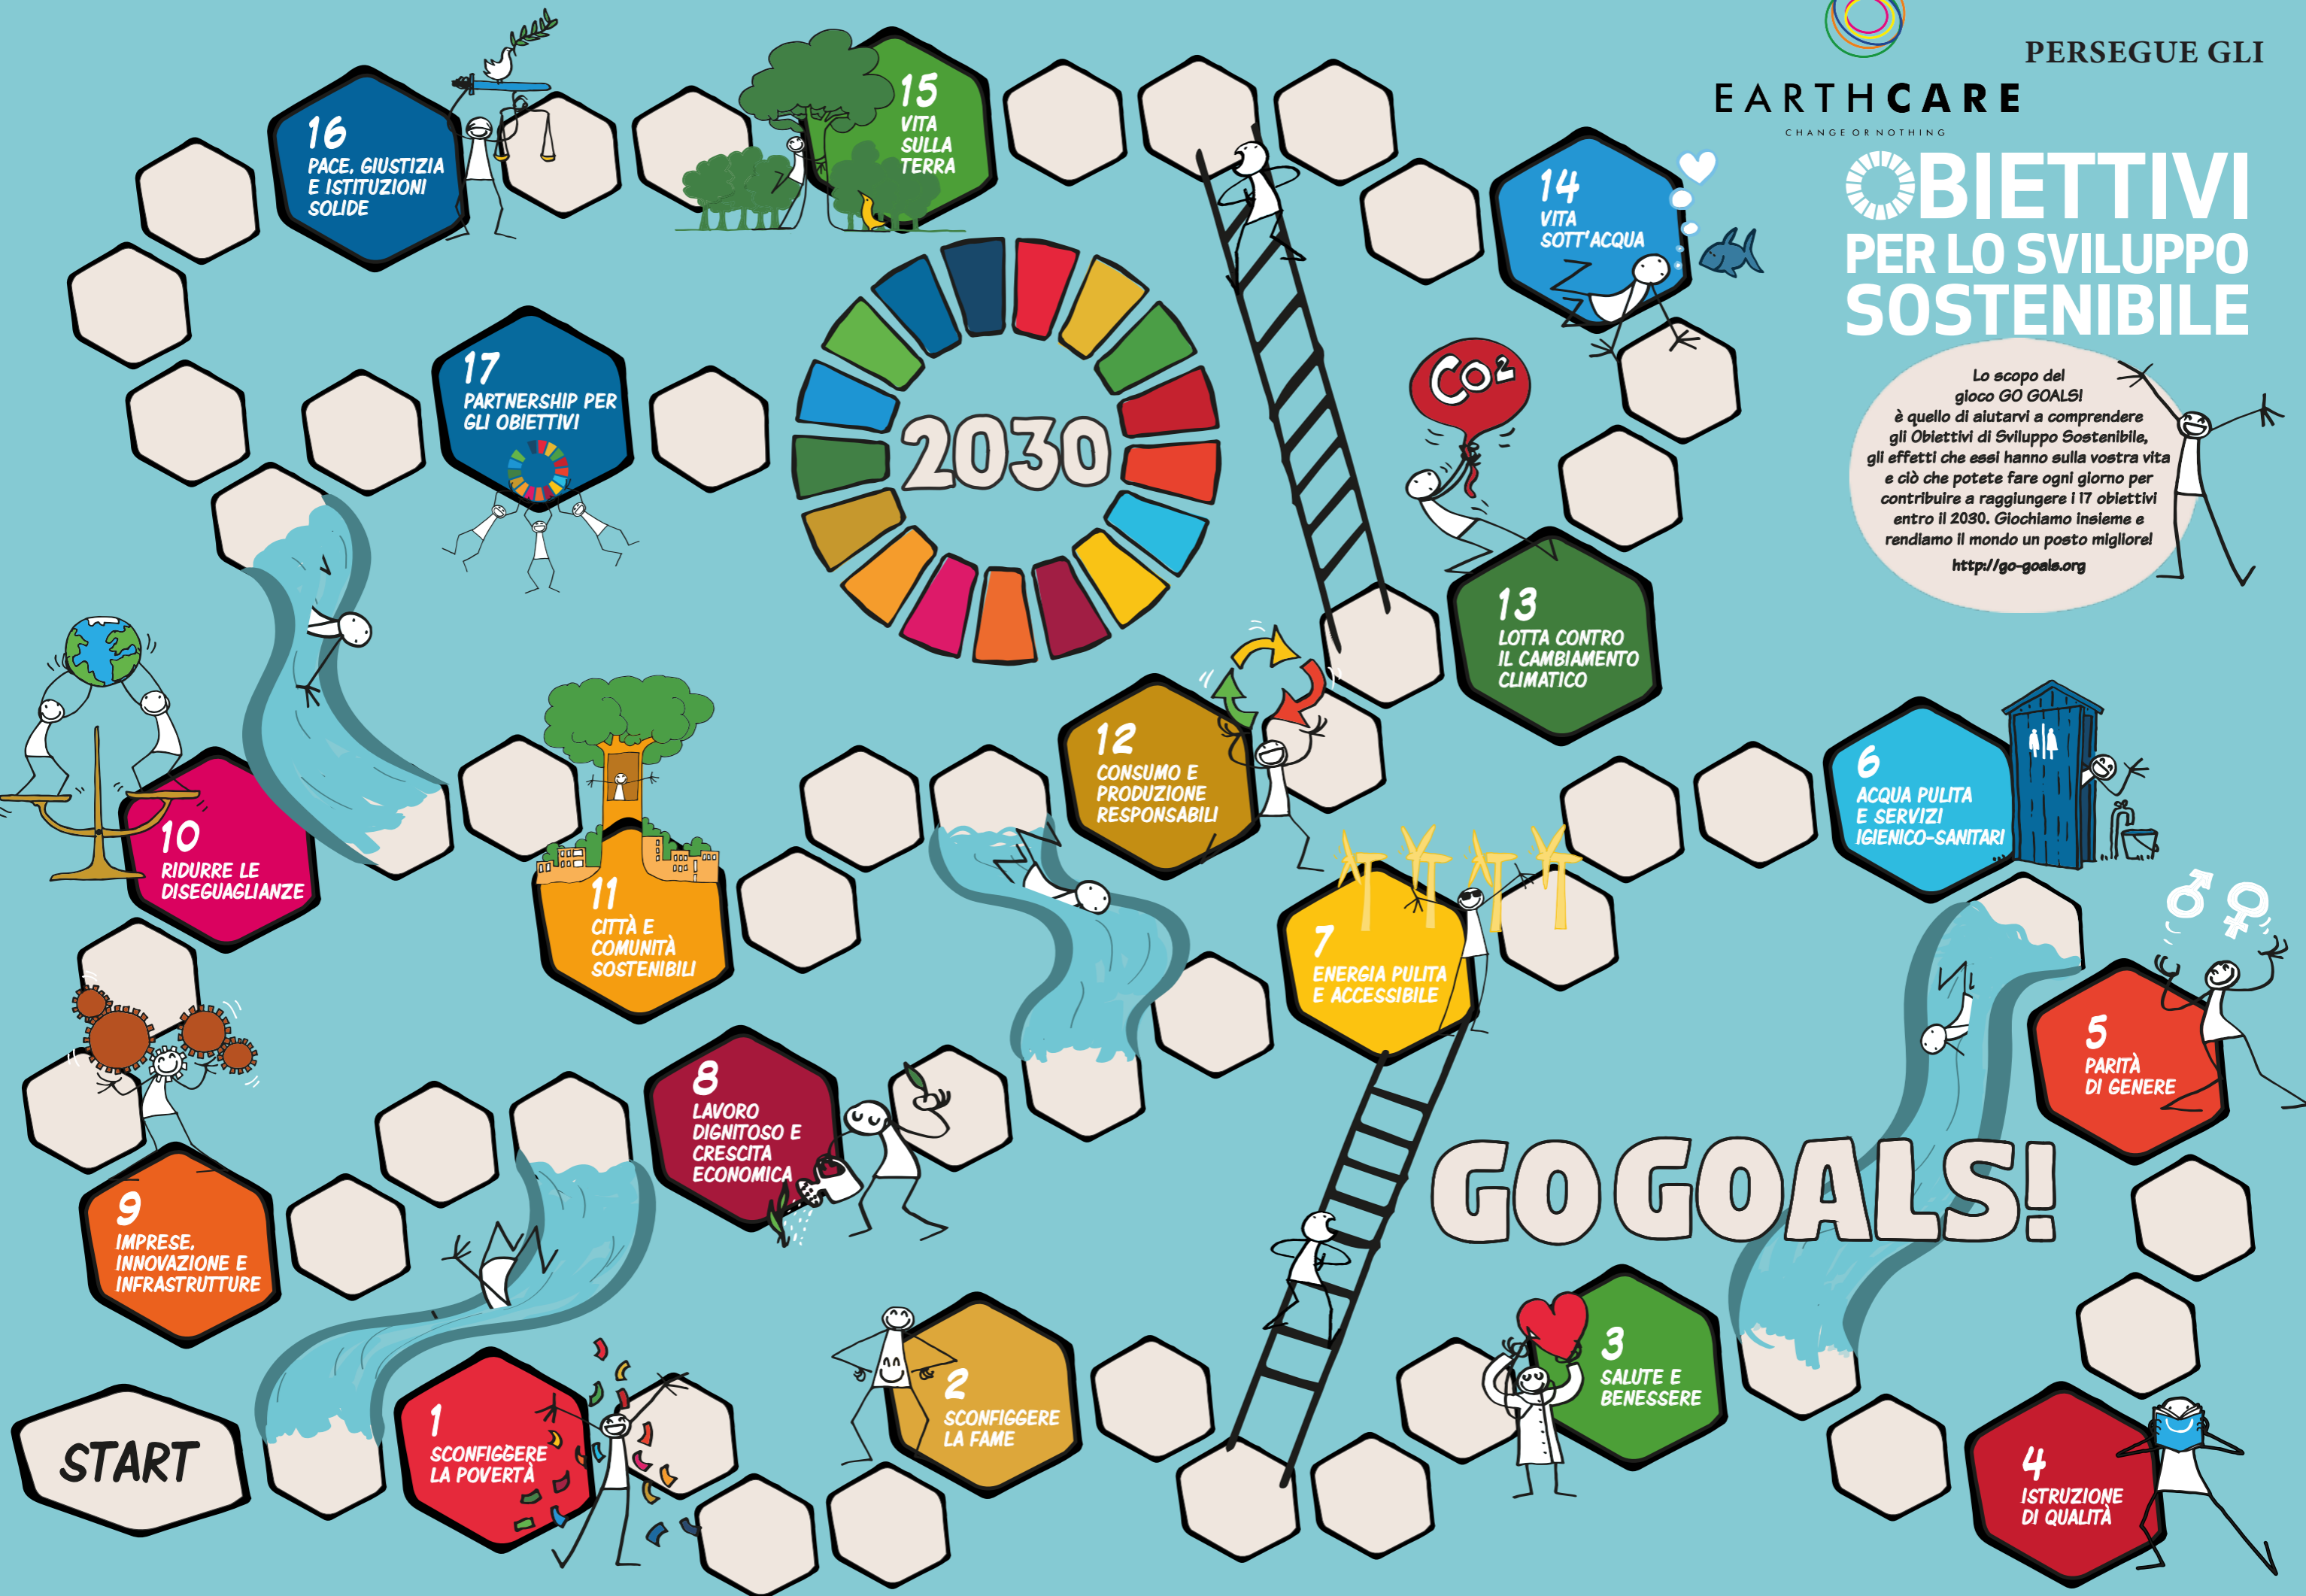 EARTHCARE
CHANGE OR NOTHING
PERSEGUE GLI
OBIETTIVI
PER LO SVILUPPO
SOSTENIBILE
Lo scopo del
gioco GO GOALS!
è quello di aiutarvi a comprendere
gli Obiettivi di Sviluppo Sostenibile,
gli effetti che essi hanno sulla vostra vita
e ciò che potete fare ogni giorno per
contribuire a raggiungere i 17 obiettivi
entro il 2030. Giochiamo insieme e
rendiamo il mondo un posto migliore!
http://go-goals.org
16
PACE, GIUSTIZIA
E ISTITUZIONI
SOLIDE
15
VITA
SULLA
TERRA
14
VITA
SOTT'ACQUA
17
PARTNERSHIP PER
GLI OBIETTIVI
2030
CO²
13
LOTTA CONTRO
IL CAMBIAMENTO
CLIMATICO
12
CONSUMO E
PRODUZIONE
RESPONSABILI
6
ACQUA PULITA
E SERVIZI
IGIENICO-SANITARI
10
RIDURRE LE
DISEGUAGLIANZE
11
CITTÀ E
COMUNITÀ
SOSTENIBILI
7
ENERGIA PULITA
E ACCESSIBILE
5
PARITÀ
DI GENERE
8
LAVORO
DIGNITOSO E
CRESCITA
ECONOMICA
GO GOALS!
9
IMPRESE,
INNOVAZIONE E
INFRASTRUTTURE
START
1
SCONFIGGERE
LA POVERTÀ
2
SCONFIGGERE
LA FAME
3
SALUTE E
BENESSERE
4
ISTRUZIONE
DI QUALITÀ